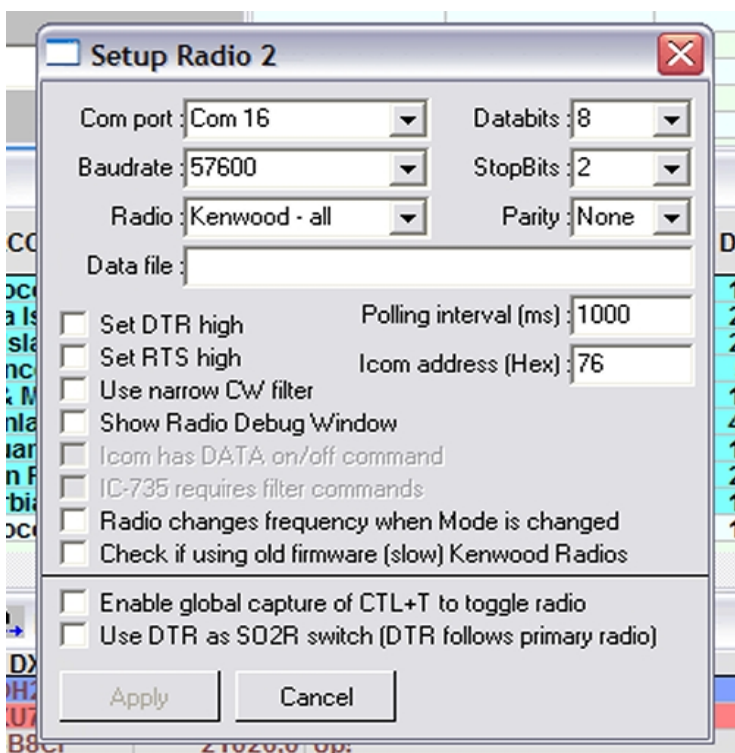 Setup Radio 2
Com port : Com 16 Databits : 8
Baudrate : 57600 StopBits : 2
Radio : Kenwood - all Parity : None
Data file :
Set DTR high Polling interval (ms) : 1000
Set RTS high Icom address (Hex) : 76
Use narrow CW filter
Show Radio Debug Window
Icom has DATA on/off command
IC-735 requires filter commands
Radio changes frequency when Mode is changed
Check if using old firmware (slow) Kenwood Radios
Enable global capture of CTL+T to toggle radio
Use DTR as SO2R switch (DTR follows primary radio)
Apply Cancel